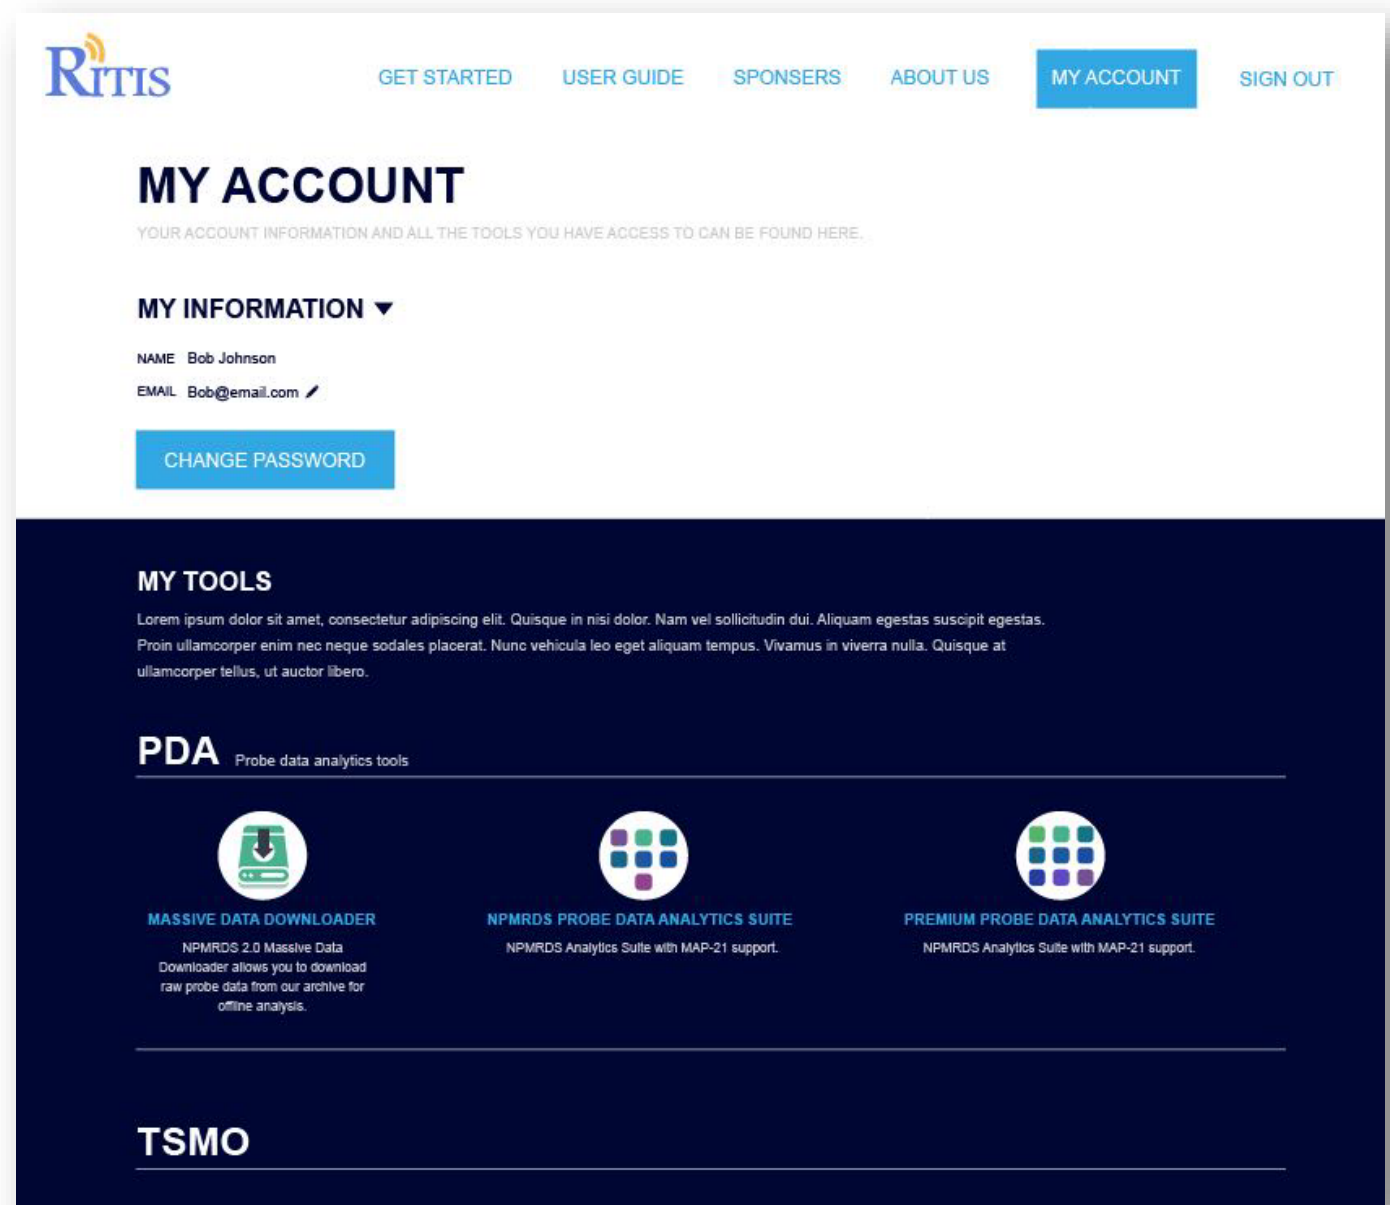 RITIS
GET STARTED
USER GUIDE
SPONSERS
ABOUT US
MY ACCOUNT
SIGN OUT
MY ACCOUNT
YOUR ACCOUNT INFORMATION AND ALL THE TOOLS YOU HAVE ACCESS TO CAN BE FOUND HERE.
MY INFORMATION
NAME Bob Johnson
EMAIL Bob@email.com
CHANGE PASSWORD
MY TOOLS
Lorem ipsum dolor sit amet, consectetur adipiscing elit. Quisque in nisi dolor. Nam vel sollicitudin dui. Aliquam egestas suscipit egestas.
Proin ullamcorper enim nec neque sodales placerat. Nunc vehicula leo eget aliquam tempus. Vivamus in viverra nulla. Quisque at
ullamcorper tellus, ut auctor libero.
PDA Probe data analytics tools
MASSIVE DATA DOWNLOADER
NPMRDS 2.0 Massive Data
Downloader allows you to download
raw probe data from our archive for
offline analysis.
NPMRDS PROBE DATA ANALYTICS SUITE
NPMRDS Analytics Suite with MAP-21 support.
PREMIUM PROBE DATA ANALYTICS SUITE
NPMRDS Analytics Suite with MAP-21 support.
TSMO